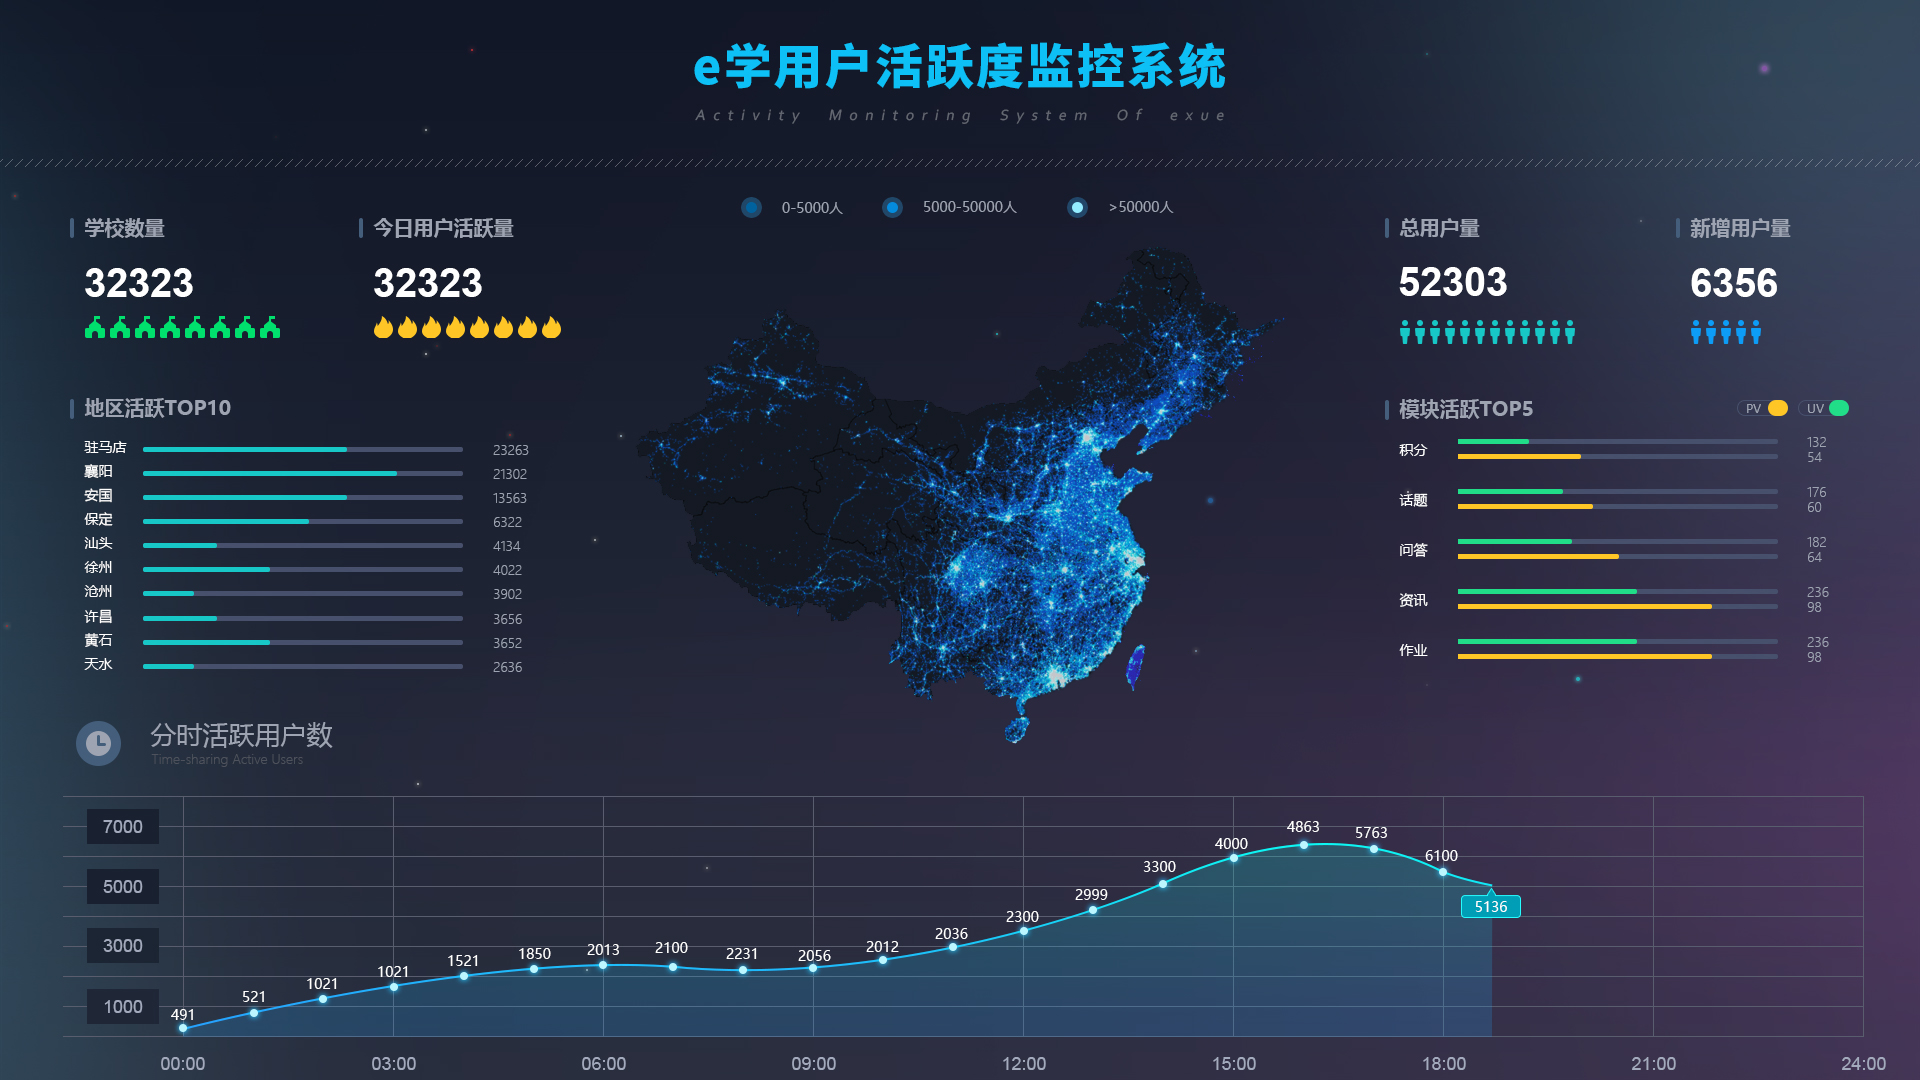 e学用户活跃度监控系统
Activity Monitoring System Of exue
0-5000人 5000-50000人 >50000人
学校数量
32323
今日用户活跃量
32323
总用户量
52303
新增用户量
6356
地区活跃TOP10
驻马店 23263
襄阳 21302
安国 13563
保定 6322
汕头 4134
徐州 4022
沧州 3902
许昌 3656
黄石 3652
天水 2636
模块活跃TOP5
PV UV
积分 132
54
话题 176
60
问答 182
64
资讯 236
98
作业 236
98
分时活跃用户数
Time-sharing Active Users
7000
5000
3000
1000
491 521 1021 1021 1521 1850 2013 2100 2231 2056 2012 2036 2300 2999 3300 4000 4863 5763 6100 5136
00:00 03:00 06:00 09:00 12:00 15:00 18:00 21:00 24:00